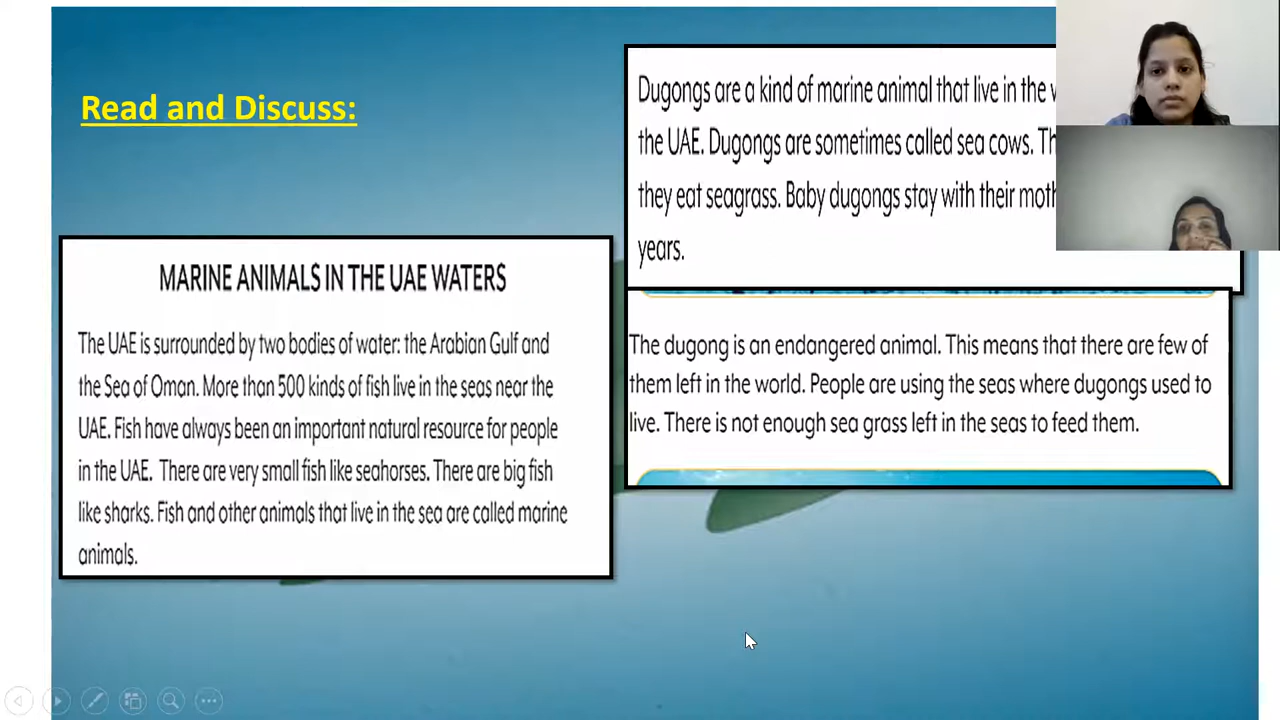 Read and Discuss:
MARINE ANIMALS IN THE UAE WATERS
The UAE is surrounded by two bodies of water: the Arabian Gulf and
the Sea of Oman. More than 500 kinds of fish live in the seas near the
UAE. Fish have always been an important natural resource for people
in the UAE. There are very small fish like seahorses. There are big fish
like sharks. Fish and other animals that live in the sea are called marine
animals.
Dugongs are a kind of marine animal that live in the
the UAE. Dugongs are sometimes called sea cows.
they eat seagrass. Baby dugongs stay with their
years.
The dugong is an endangered animal. This means that there are few of
them left in the world. People are using the seas where dugongs used to
live. There is not enough sea grass left in the seas to feed them.